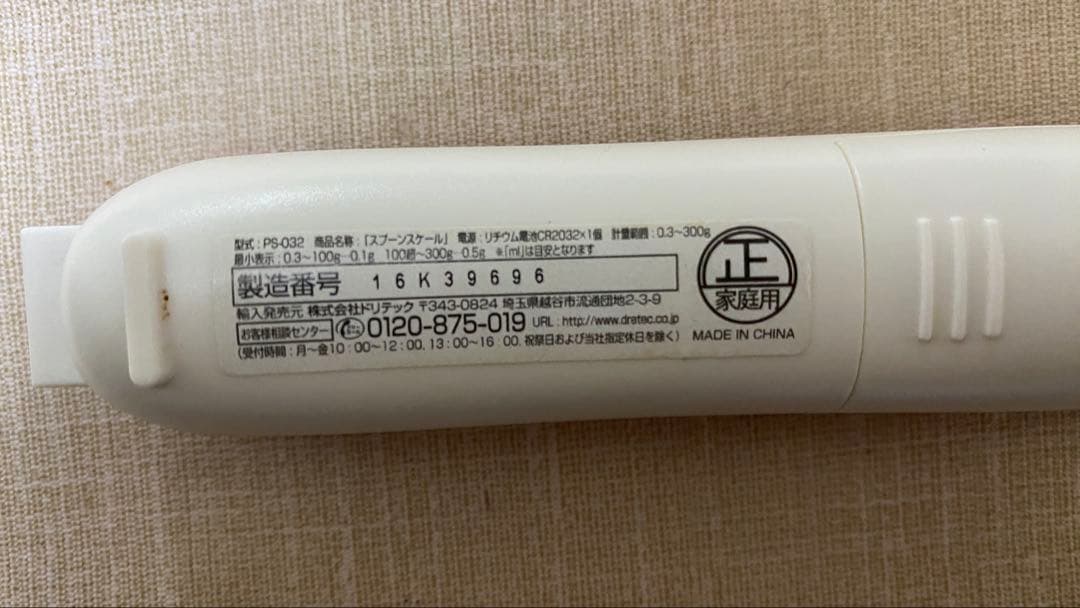 型式：PS-032 商品名称：「スプーンスケール」 電源：リチウム電池CR2032×1個 計量範囲：0.3〜300g
最小表示：0.3〜100g…0.1g 100超〜300g…0.5g ※「ml」は目安となります
製造番号 16K39696
輸入発売元 株式会社ドリテック 〒343-0824 埼玉県越谷市流通団地2-3-9
お客様相談センター 0120-875-019 URL：http://www.dretec.co.jp
(受付時間：月〜金10：00〜12：00、13：00〜16：00、祝祭日および当社指定休日を除く)
正
家庭用
MADE IN CHINA